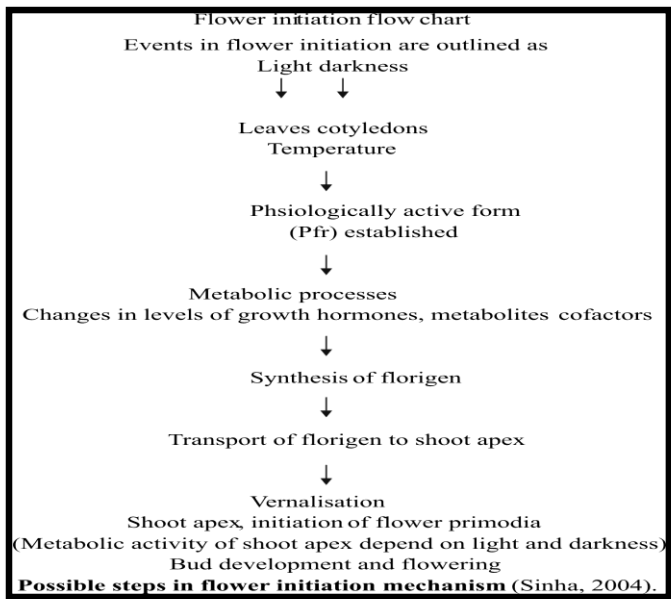 Flower initiation flow chart
Events in flower initiation are outlined as
Light darkness
Leaves cotyledons
Temperature
Phsiologically active form
(Pfr) established
Metabolic processes
Changes in levels of growth hormones, metabolites cofactors
Synthesis of florigen
Transport of florigen to shoot apex
Vernalisation
Shoot apex, initiation of flower primodia
(Metabolic activity of shoot apex depend on light and darkness)
Bud development and flowering
Possible steps in flower initiation mechanism (Sinha, 2004).